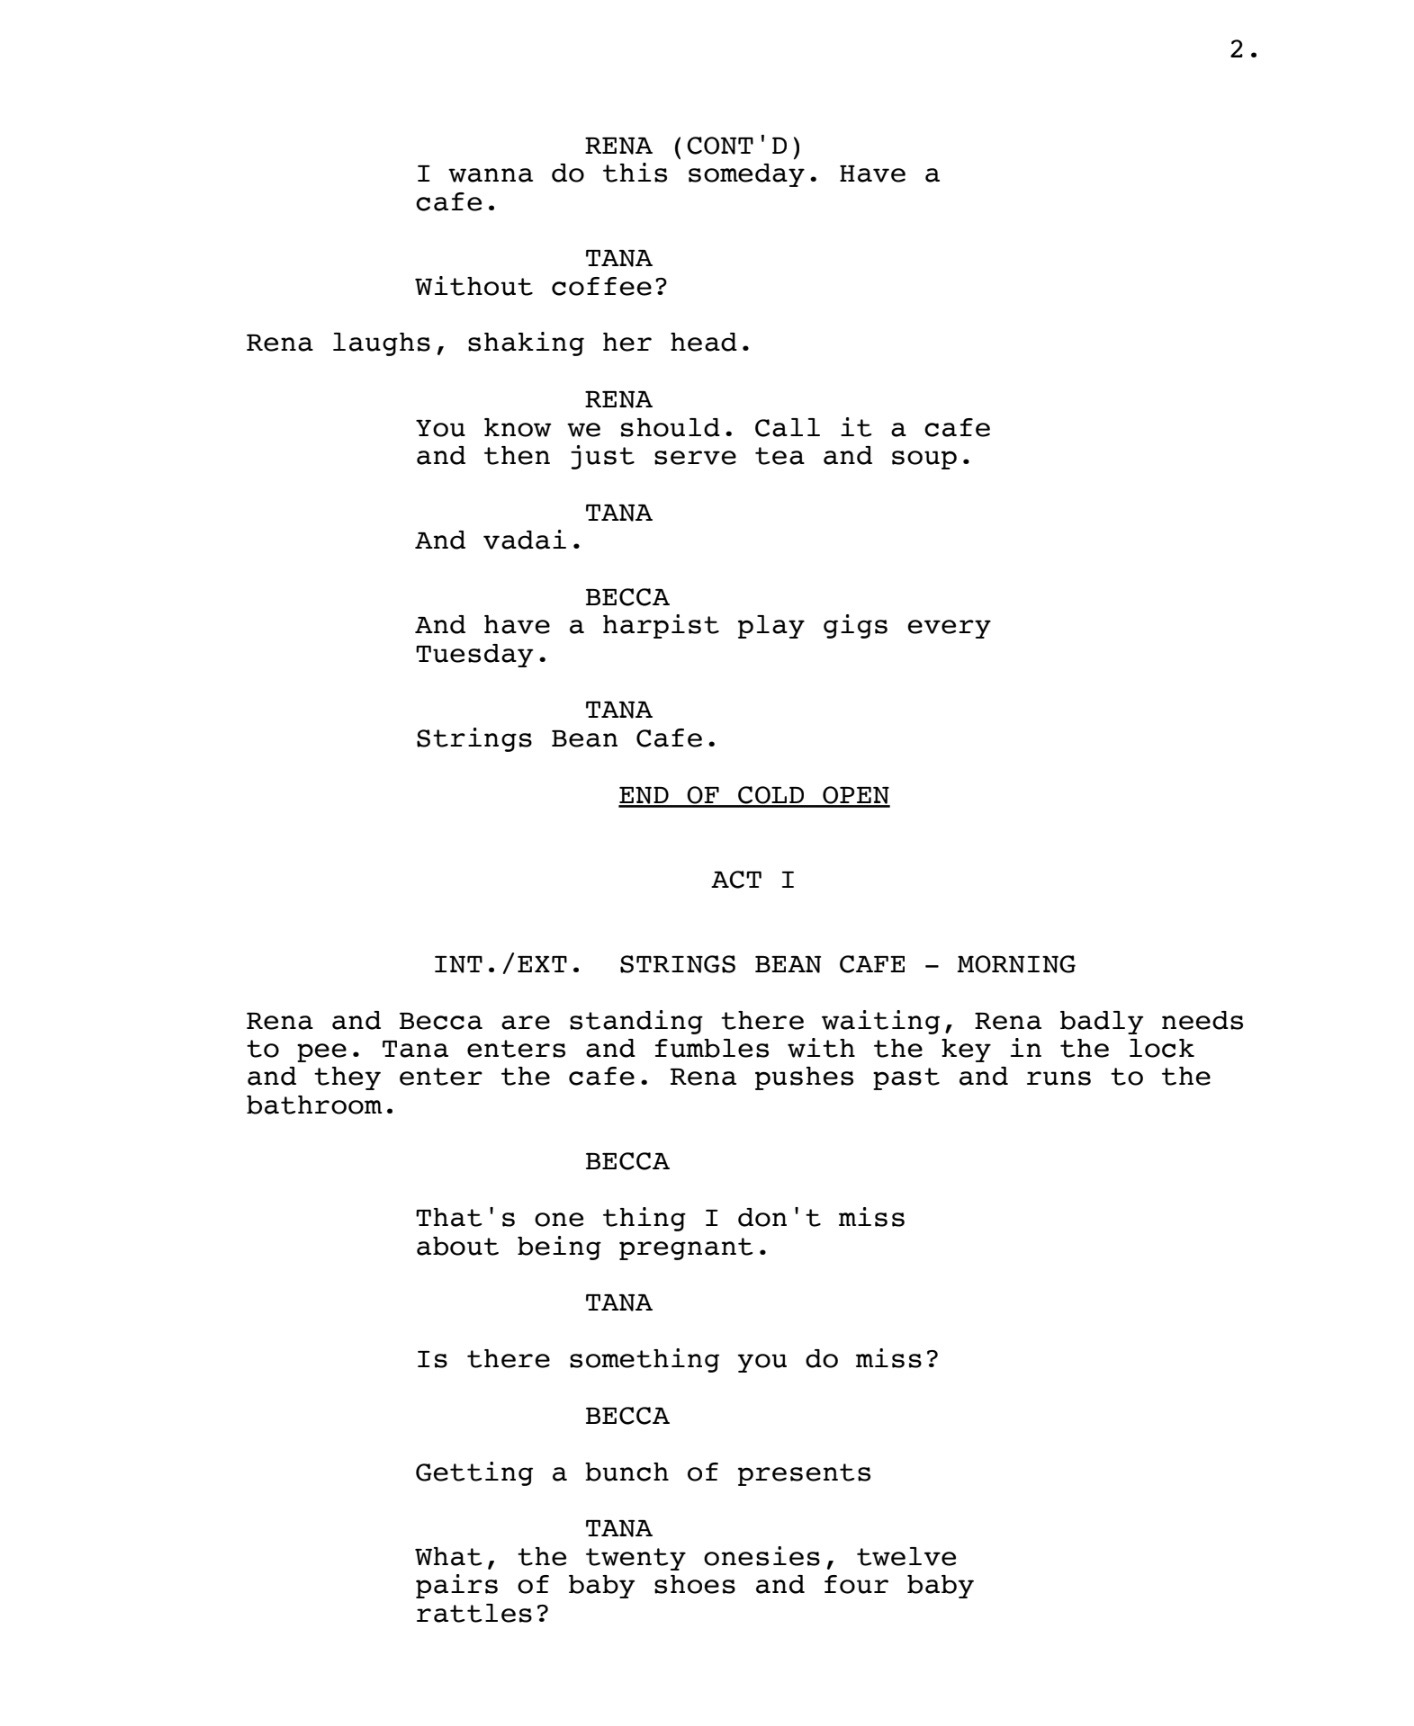 2.
RENA (CONT'D)
I wanna do this someday. Have a
cafe.
TANA
Without coffee?
Rena laughs, shaking her head.
RENA
You know we should. Call it a cafe
and then just serve tea and soup.
TANA
And vadai.
BECCA
And have a harpist play gigs every
Tuesday.
TANA
Strings Bean Cafe.
END OF COLD OPEN
ACT I
INT./EXT. STRINGS BEAN CAFE - MORNING
Rena and Becca are standing there waiting, Rena badly needs
to pee. Tana enters and fumbles with the key in the lock
and they enter the cafe. Rena pushes past and runs to the
bathroom.
BECCA
That's one thing I don't miss
about being pregnant.
TANA
Is there something you do miss?
BECCA
Getting a bunch of presents
TANA
What, the twenty onesies, twelve
pairs of baby shoes and four baby
rattles?